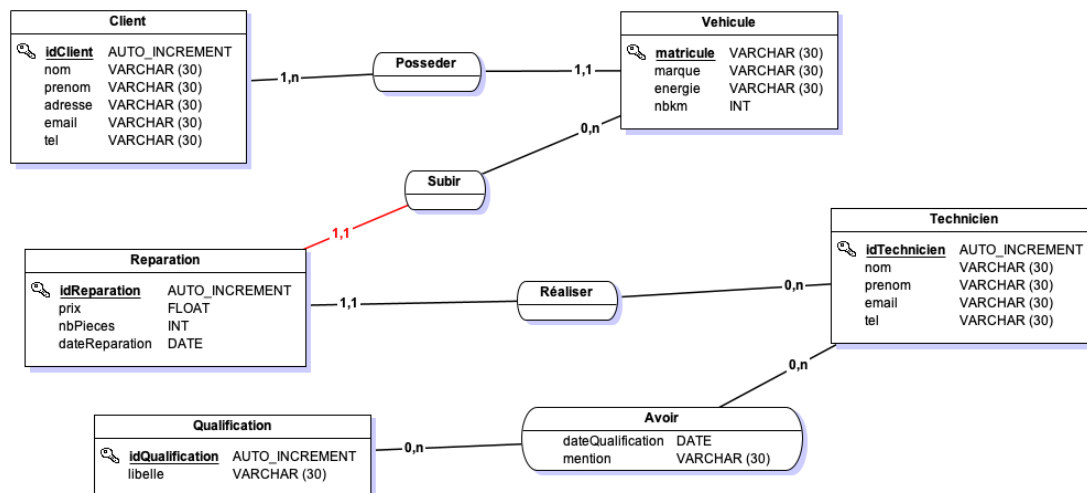 Client
idClient AUTO_INCREMENT
nom VARCHAR (30)
prenom VARCHAR (30)
adresse VARCHAR (30)
email VARCHAR (30)
tel VARCHAR (30)
1,n
Posseder
1,1
Vehicule
matricule VARCHAR (30)
marque VARCHAR (30)
energie VARCHAR (30)
nbkm INT
0,n
Subir
1,1
Reparation
idReparation AUTO_INCREMENT
prix FLOAT
nbPieces INT
dateReparation DATE
1,1
Réaliser
0,n
Technicien
idTechnicien AUTO_INCREMENT
nom VARCHAR (30)
prenom VARCHAR (30)
email VARCHAR (30)
tel VARCHAR (30)
0,n
Avoir
dateQualification DATE
mention VARCHAR (30)
0,n
Qualification
idQualification AUTO_INCREMENT
libelle VARCHAR (30)